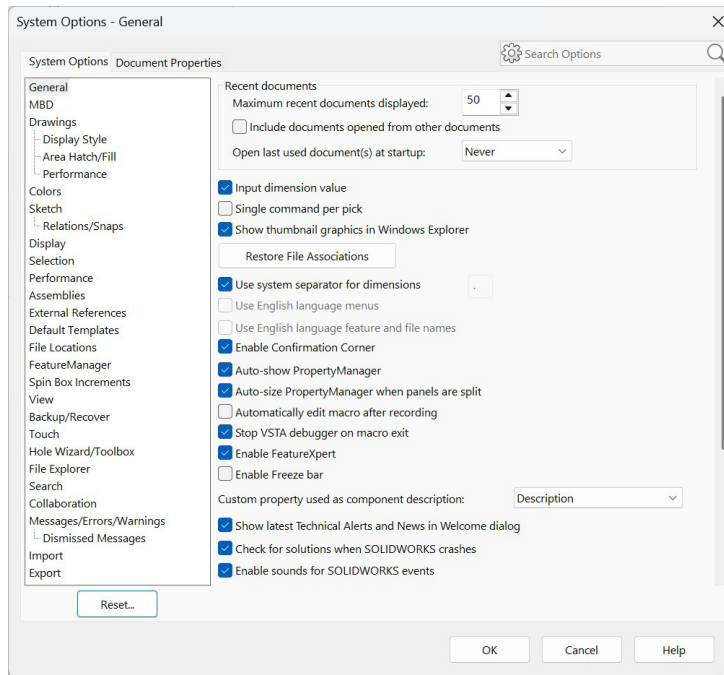 System Options - General
System Options Document Properties
Search Options
General
MBD
Drawings
Display Style
Area Hatch/Fill
Performance
Colors
Sketch
Relations/Snaps
Display
Selection
Performance
Assemblies
External References
Default Templates
File Locations
FeatureManager
Spin Box Increments
View
Backup/Recover
Touch
Hole Wizard/Toolbox
File Explorer
Search
Collaboration
Messages/Errors/Warnings
Dismissed Messages
Import
Export
Reset...
Recent documents
Maximum recent documents displayed: 50
Include documents opened from other documents
Open last used document(s) at startup: Never
Input dimension value
Single command per pick
Show thumbnail graphics in Windows Explorer
Restore File Associations
Use system separator for dimensions .
Use English language menus
Use English language feature and file names
Enable Confirmation Corner
Auto-show PropertyManager
Auto-size PropertyManager when panels are split
Automatically edit macro after recording
Stop VSTA debugger on macro exit
Enable FeatureXpert
Enable Freeze bar
Custom property used as component description: Description
Show latest Technical Alerts and News in Welcome dialog
Check for solutions when SOLIDWORKS crashes
Enable sounds for SOLIDWORKS events
OK Cancel Help